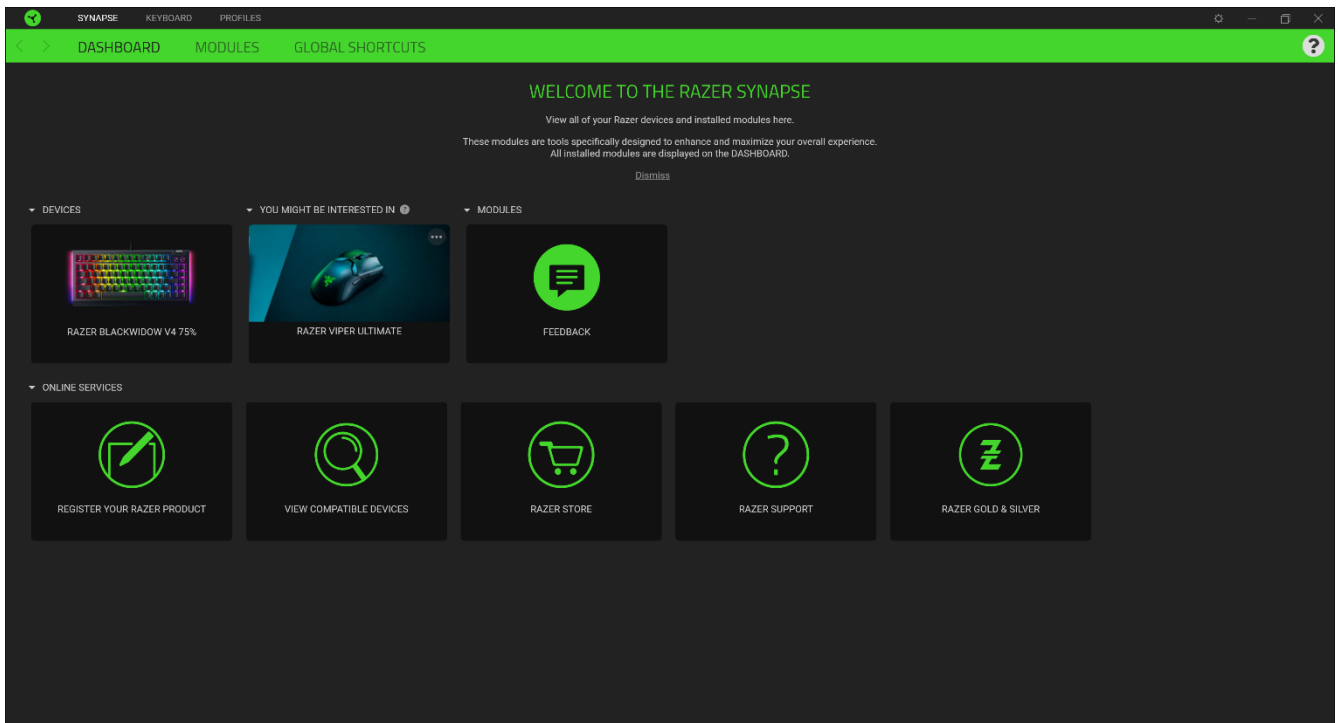 SYNAPSE KEYBOARD PROFILES
DASHBOARD MODULES GLOBAL SHORTCUTS ?
WELCOME TO THE RAZER SYNAPSE
View all of your Razer devices and installed modules here.
These modules are tools specifically designed to enhance and maximize your overall experience.
All installed modules are displayed on the DASHBOARD.
Dismiss
DEVICES YOU MIGHT BE INTERESTED IN ? MODULES
RAZER BLACKWIDOW V4 75% RAZER VIPER ULTIMATE FEEDBACK
ONLINE SERVICES
REGISTER YOUR RAZER PRODUCT VIEW COMPATIBLE DEVICES RAZER STORE RAZER SUPPORT RAZER GOLD & SILVER